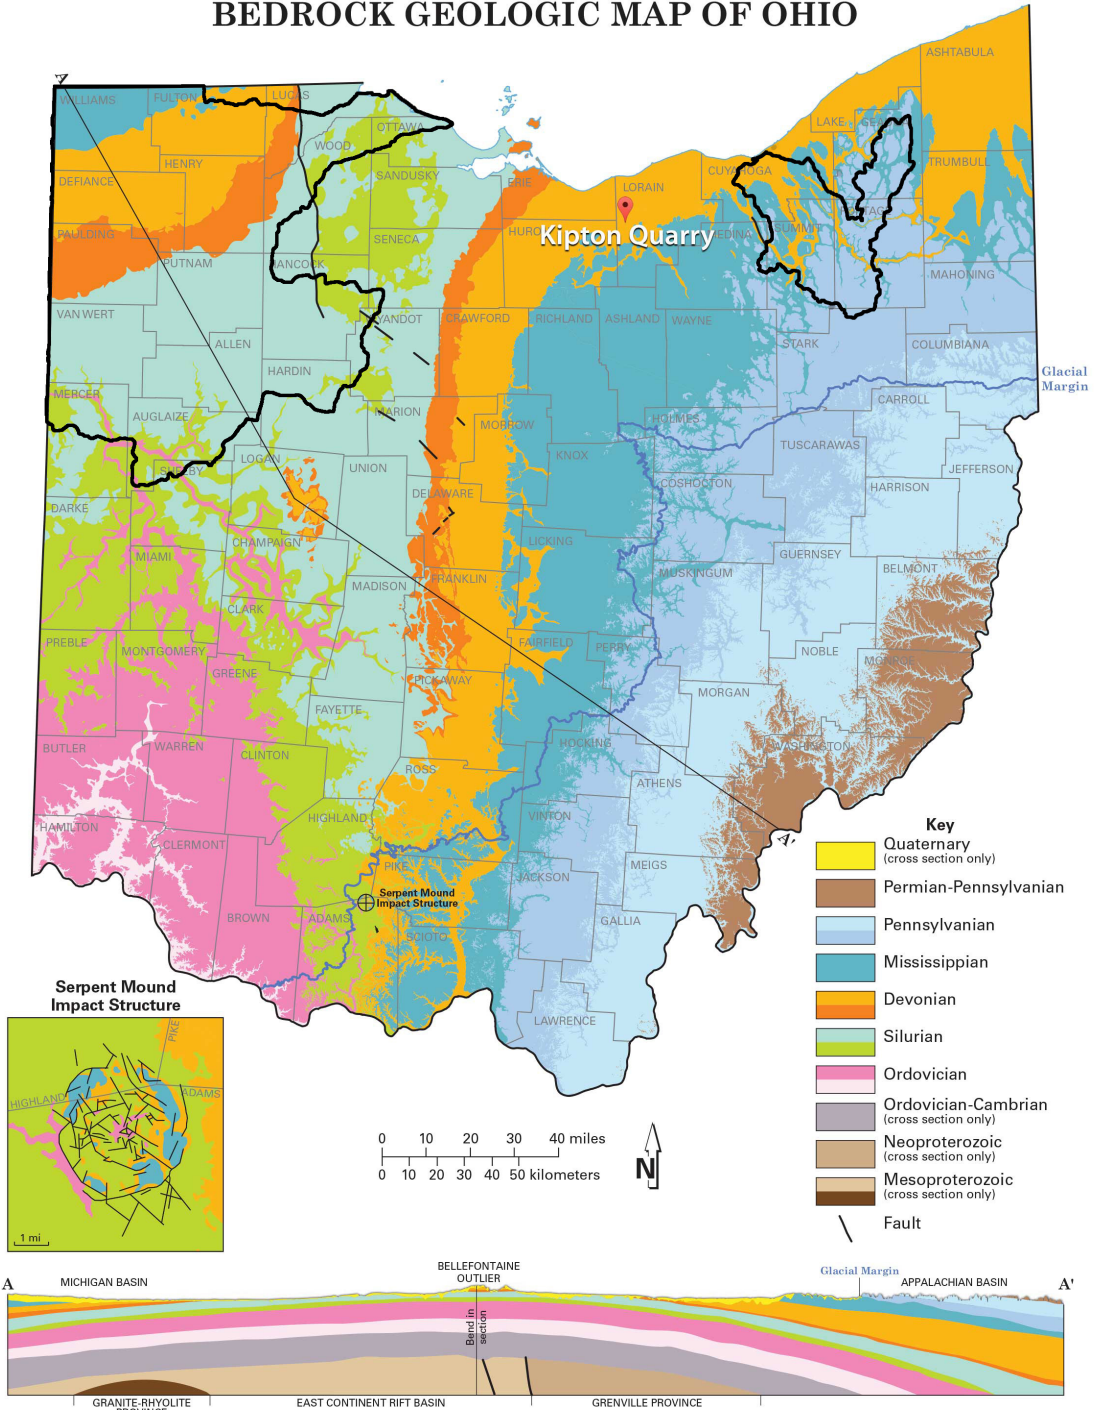 BEDROCK GEOLOGIC MAP OF OHIO
A
WILLIAMS
FULTON
LUCAS
ASHTABULA
OTTAWA
LAKE
WOOD
HENRY
SANDUSKY
DEFIANCE
ERIE
LORAIN
CUYAHOGA
TRUMBULL
PAULDING
SENECA
HURON
Kipton Quarry
MEDINA
SUMMIT
PORTAGE
PUTNAM
HANCOCK
MAHONING
VAN WERT
WYANDOT
CRAWFORD
RICHLAND
ASHLAND
WAYNE
ALLEN
STARK
COLUMBIANA
HARDIN
Glacial
Margin
MERCER
AUGLAIZE
MARION
MORROW
HOLMES
CARROLL
TUSCARAWAS
KNOX
LOGAN
SHELBY
UNION
JEFFERSON
DARKE
DELAWARE
COSHOCTON
HARRISON
CHAMPAIGN
LICKING
MIAMI
GUERNSEY
BELMONT
MADISON
FRANKLIN
MUSKINGUM
CLARK
PREBLE
MONTGOMERY
FAIRFIELD
PERRY
NOBLE
MONROE
GREENE
PICKAWAY
MORGAN
FAYETTE
BUTLER
WARREN
CLINTON
HOCKING
WASHINGTON
ROSS
ATHENS
HAMILTON
HIGHLAND
VINTON
CLERMONT
A'
PIKE
JACKSON
MEIGS
Serpent Mound
Impact Structure
BROWN
ADAMS
GALLIA
SCIOTO
LAWRENCE
Key
Quaternary
(cross section only)
Permian-Pennsylvanian
Pennsylvanian
Mississippian
Devonian
Silurian
Ordovician
Ordovician-Cambrian
(cross section only)
Neoproterozoic
(cross section only)
Mesoproterozoic
(cross section only)
Fault
Serpent Mound
Impact Structure
PIKE
HIGHLAND
ADAMS
1 mi
0 10 20 30 40 miles
0 10 20 30 40 50 kilometers
N
BELLEFONTAINE
OUTLIER
Glacial Margin
A
MICHIGAN BASIN
APPALACHIAN BASIN
A'
Bend in
section
GRANITE-RHYOLITE
EAST CONTINENT RIFT BASIN
GRENVILLE PROVINCE